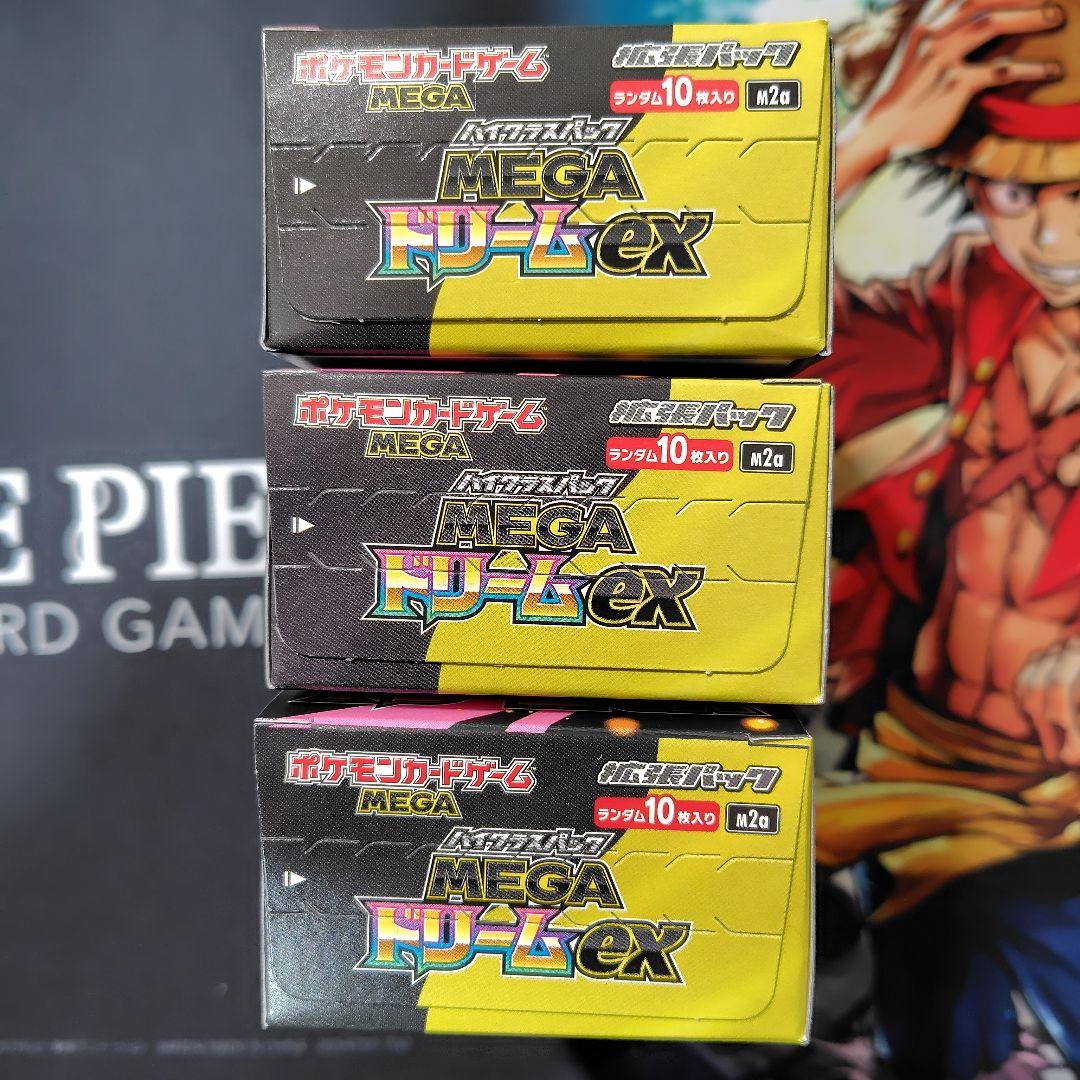 ポケモンカードゲーム
MEGA
拡張パック
ランダム10枚入り
M2a
ハイクラスパック
MEGA
ドリームex
ポケモンカードゲーム
MEGA
拡張パック
ランダム10枚入り
M2a
ハイクラスパック
MEGA
ドリームex
E PIE
RD GAM
ポケモンカードゲーム
MEGA
拡張パック
ランダム10枚入り
M2a
ハイクラスパック
MEGA
ドリームex